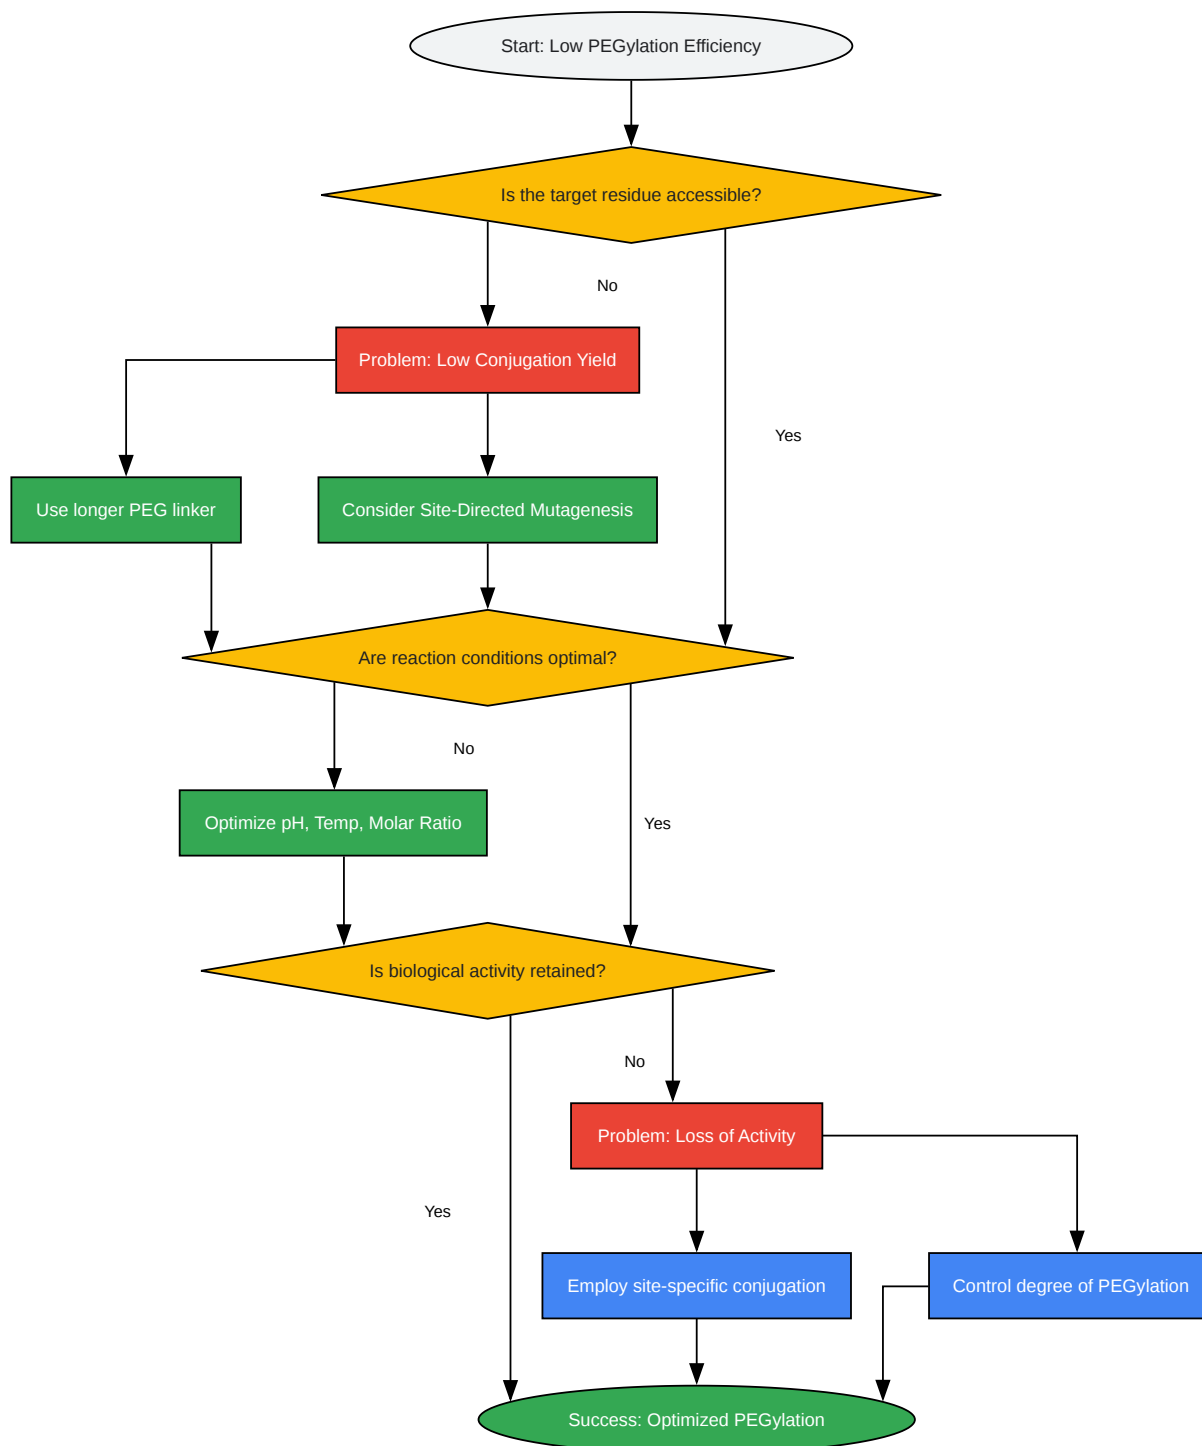 Start: Low PEGylation Efficiency
Is the target residue accessible?
No
Problem: Low Conjugation Yield
Yes
Use longer PEG linker
Consider Site-Directed Mutagenesis
Are reaction conditions optimal?
No
Optimize pH, Temp, Molar Ratio
Yes
Is biological activity retained?
No
Problem: Loss of Activity
Yes
Employ site-specific conjugation
Control degree of PEGylation
Success: Optimized PEGylation